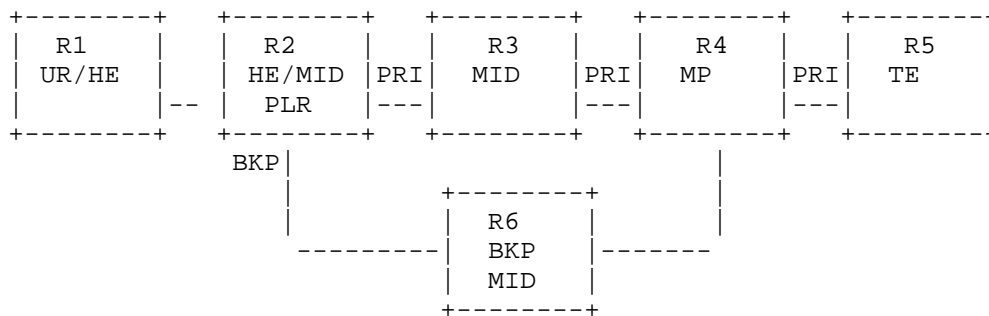 R1 R2 R3 R4 R5
UR/HE HE/MID PRI MID PRI MP PRI TE
PLR
BKP
R6
BKP
MID